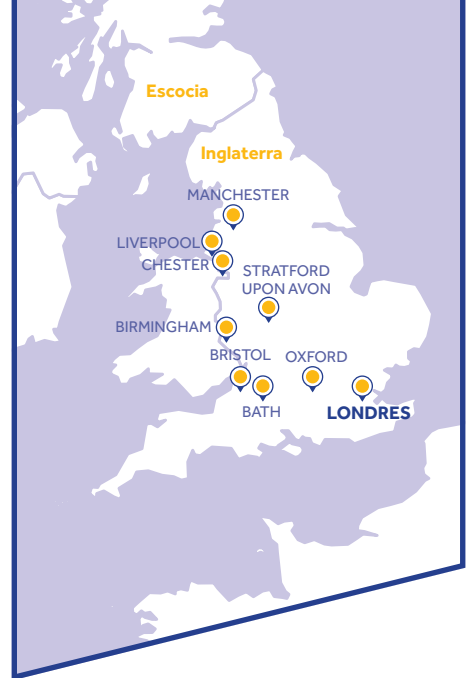 Escocia
Inglaterra
MANCHESTER
LIVERPOOL
CHESTER
STRATFORD
UPON AVON
BIRMINGHAM
BRISTOL
OXFORD
BATH
LONDRES